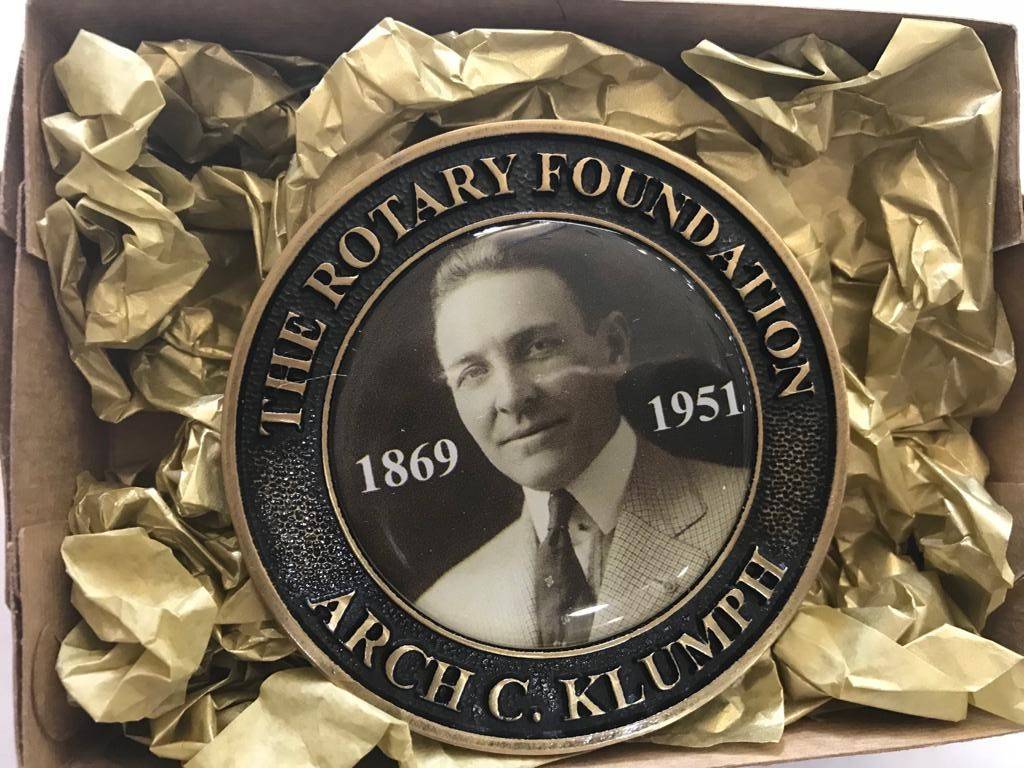 THE ROTARY FOUNDATION
1869
1951
ARCH C. KLUMPH